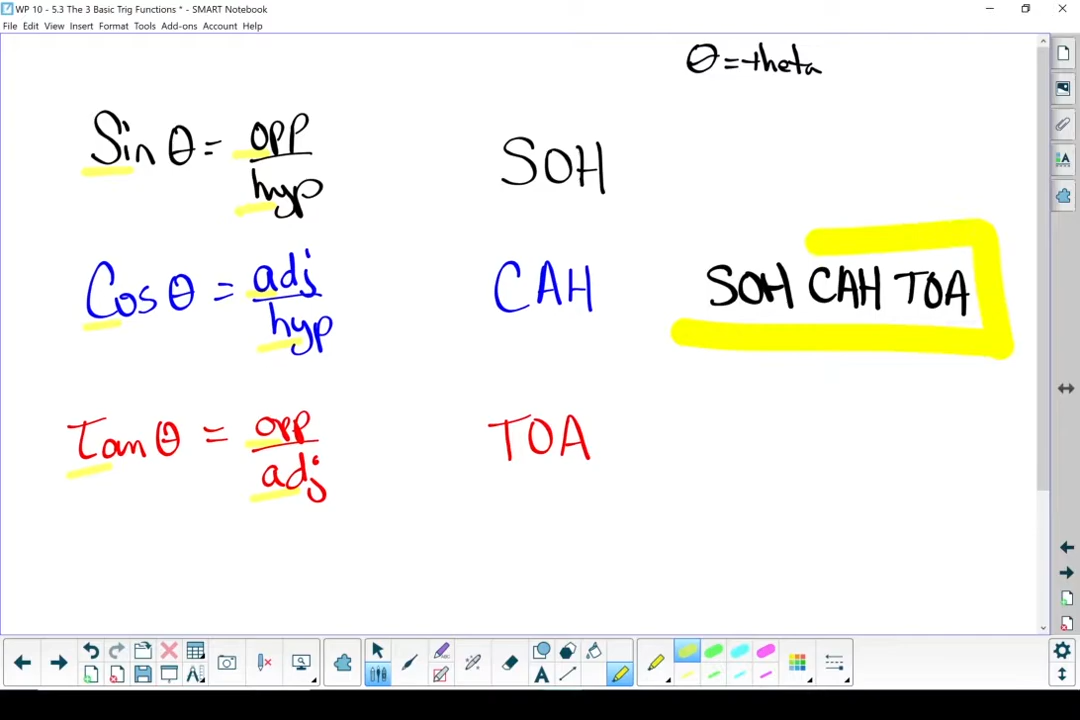 WP 10 - 5.3 The 3 Basic Trig Functions * - SMART Notebook
File Edit View Insert Format Tools Add-ons Account Help
θ = theta
Sin θ = opp/hyp
SOH
Cos θ = adj/hyp
CAH
SOH CAH TOA
Tan θ = opp/adj
TOA